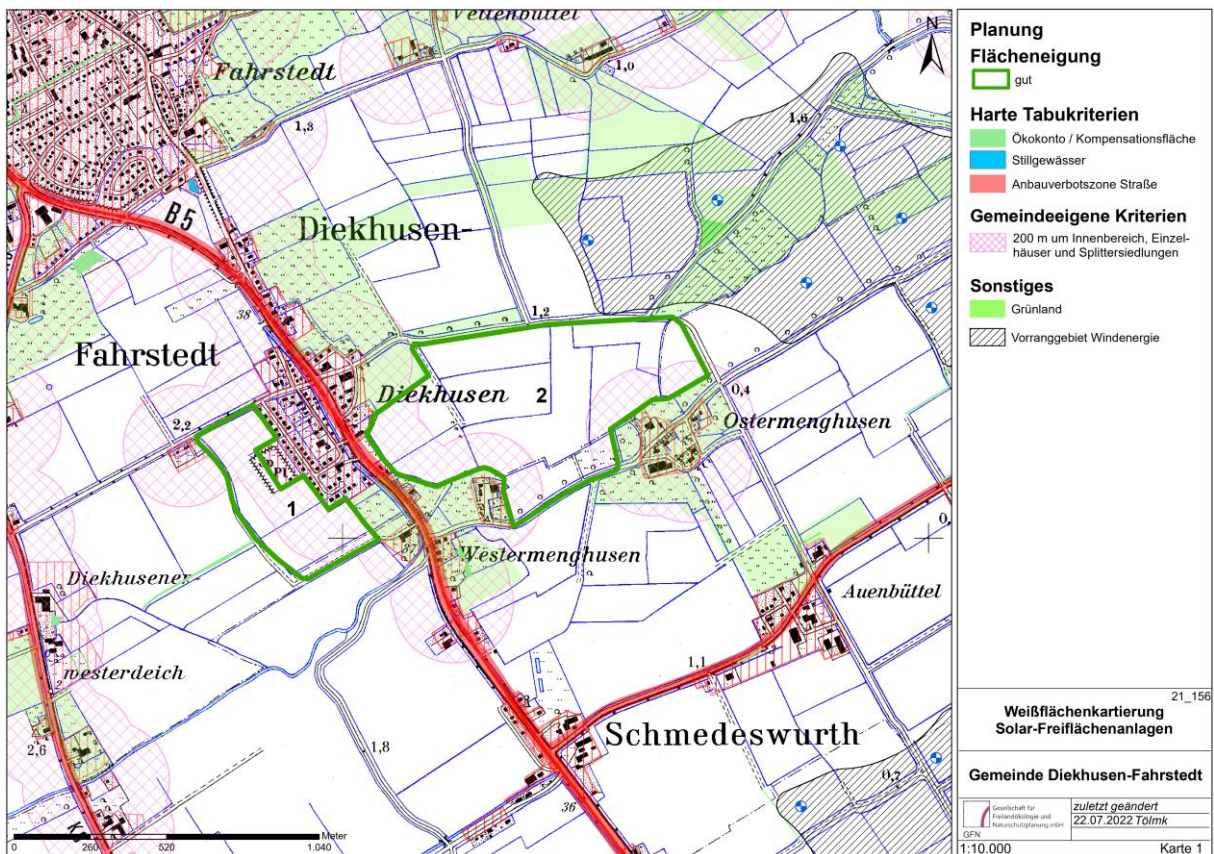 Vettenbüttel
Fahrstedt
1,0
1,3
1,6
B5
Diekhusen-
38
1,2
Fahrstedt
Diekhusen
2
0,4
Ostermenghusen
2,2
1
37
Westermenghusen
Diekhusener-
Auenbüttel
westerdeich
1,1
Schmedeswurth
2,6
1,8
0,7
36
0
260
520
1.040
Meter
N
Planung
Flächeneigung
gut
Harte Tabukriterien
Ökokonto / Kompensationsfläche
Stillgewässer
Anbauverbotszone Straße
Gemeindeeigene Kriterien
200 m um Innenbereich, Einzel-
häuser und Splittersiedlungen
Sonstiges
Grünland
Vorranggebiet Windenergie
21_156
Weißflächenkartierung
Solar-Freiflächenanlagen
Gemeinde Diekhusen-Fahrstedt
Gesellschaft für
Freilandökologie und
Naturschutzplanung mbH
GFN
zuletzt geändert
22.07.2022 Tölmk
1:10.000
Karte 1